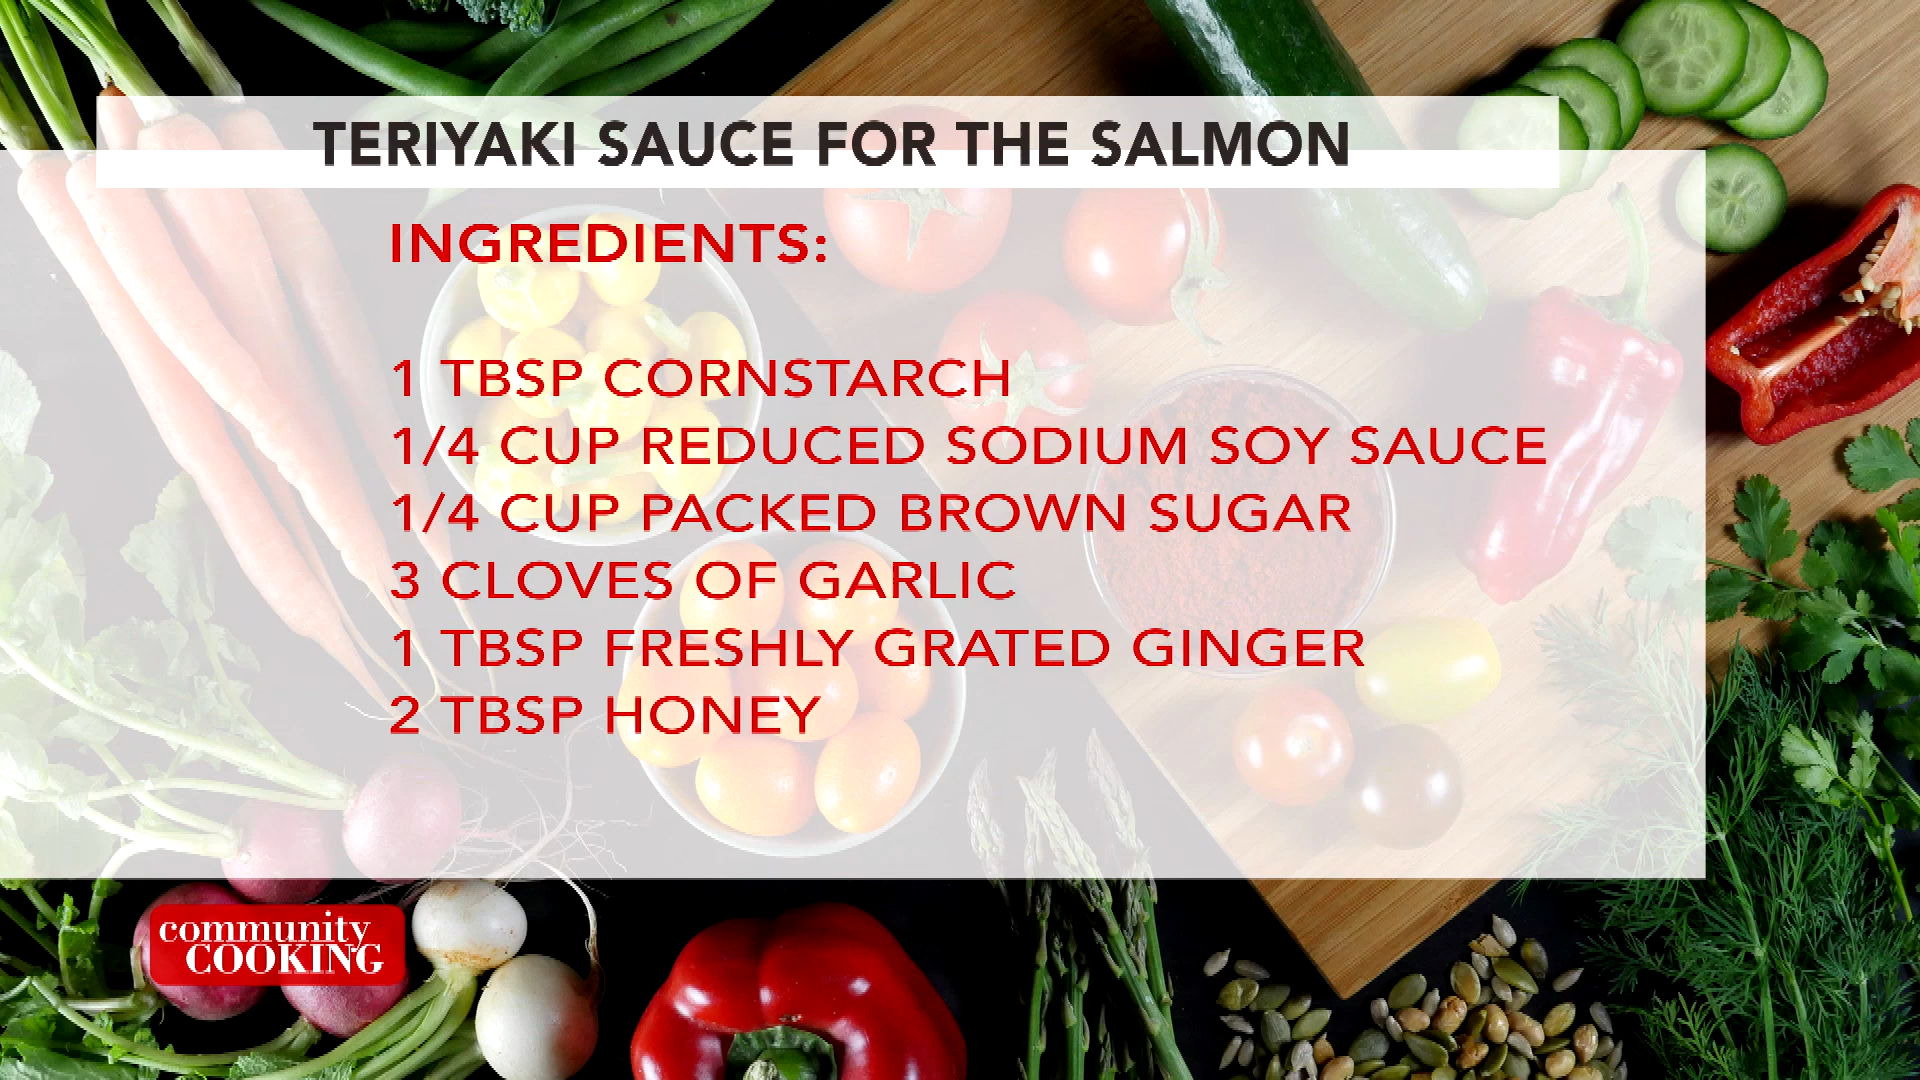 TERIYAKI SAUCE FOR THE SALMON
INGREDIENTS:
1 TBSP CORNSTARCH
1/4 CUP REDUCED SODIUM SOY SAUCE
1/4 CUP PACKED BROWN SUGAR
3 CLOVES OF GARLIC
1 TBSP FRESHLY GRATED GINGER
2 TBSP HONEY
community
COOKING